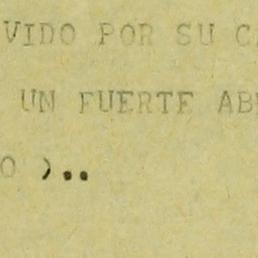 VIDO POR SU C
UN FUERTE AB
O )..